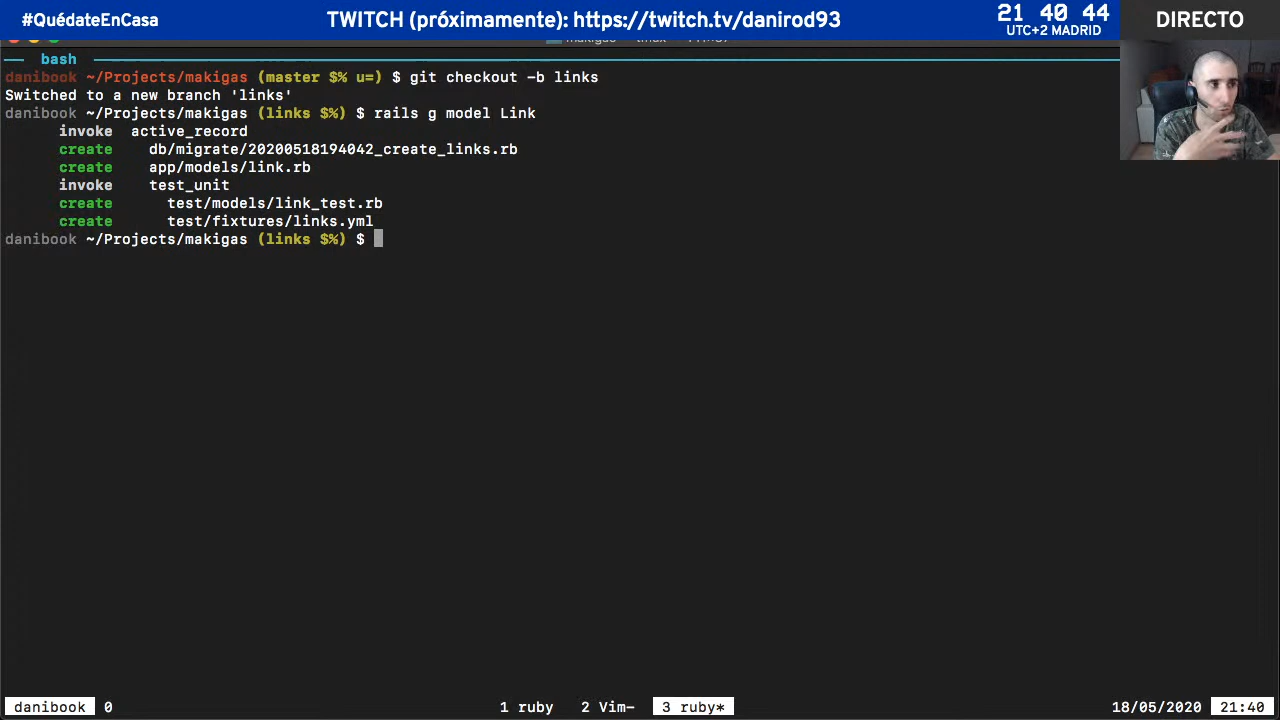 #QuédateEnCasa
TWITCH (próximamente): https://twitch.tv/danirod93
21 40 44
UTC+2 MADRID
DIRECTO
bash
danibook ~/Projects/makigas (master $% u=) $ git checkout -b links
Switched to a new branch 'links'
danibook ~/Projects/makigas (links $%) $ rails g model Link
invoke active_record
create db/migrate/20200518194042_create_links.rb
create app/models/link.rb
invoke test_unit
create test/models/link_test.rb
create test/fixtures/links.yml
danibook ~/Projects/makigas (links $%) $
danibook 0 1 ruby 2 Vim- 3 ruby* 18/05/2020 21:40